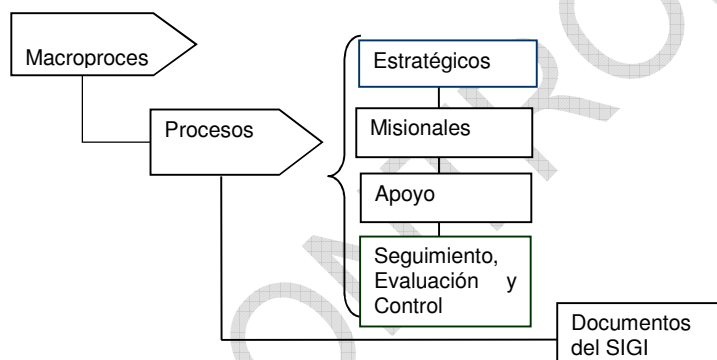 Macroproces
Procesos
Estratégicos
Misionales
Apoyo
Seguimiento,
Evaluación y
Control
Documentos
del SIGI